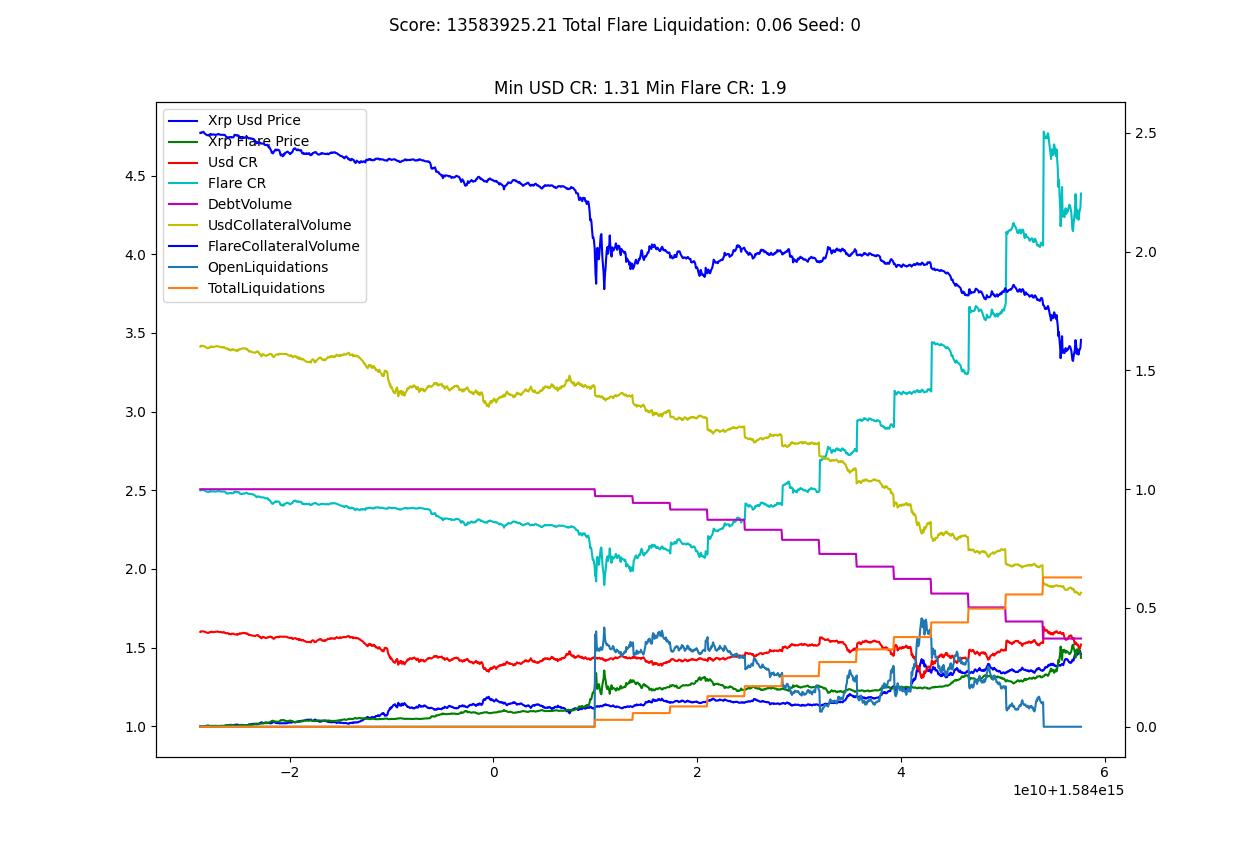 Score: 13583925.21 Total Flare Liquidation: 0.06 Seed: 0
Min USD CR: 1.31 Min Flare CR: 1.9
Xrp Usd Price
Xrp Flare Price
Usd CR
Flare CR
DebtVolume
UsdCollateralVolume
FlareCollateralVolume
OpenLiquidations
TotalLiquidations
4.5
4.0
3.5
3.0
2.5
2.0
1.5
1.0
2.5
2.0
1.5
1.0
0.5
0.0
−2
0
2
4
6
1e10+1.584e15